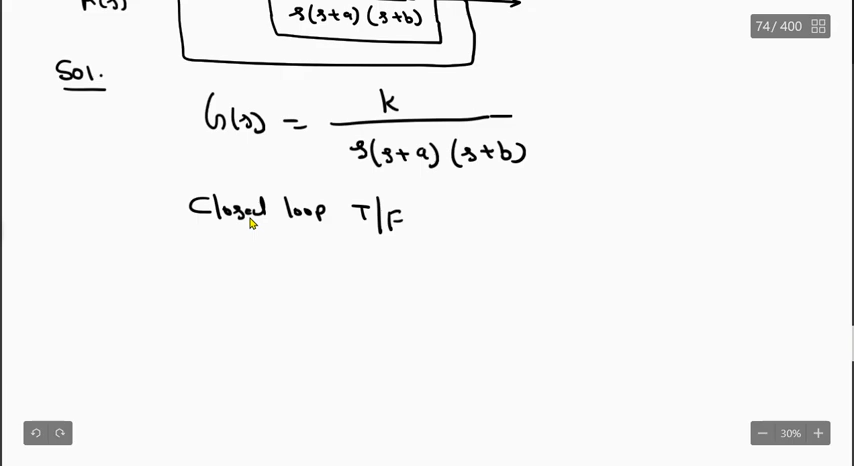 R(s)
s(s+a) (s+b)
74 / 400
Sol.
G(s) = k / s(s+a) (s+b)
Closed loop T/F
30%